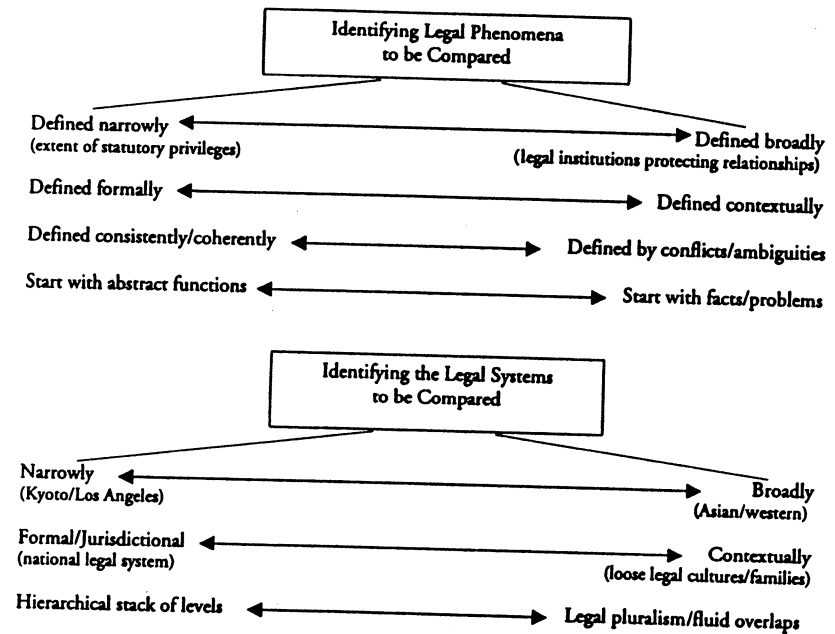 Identifying Legal Phenomena
to be Compared
Defined narrowly
(extent of statutory privileges)
Defined broadly
(legal institutions protecting relationships)
Defined formally
Defined contextually
Defined consistently/coherently
Defined by conflicts/ambiguities
Start with abstract functions
Start with facts/problems
Identifying the Legal Systems
to be Compared
Narrowly
(Kyoto/Los Angeles)
Broadly
(Asian/western)
Formal/Jurisdictional
(national legal system)
Contextually
(loose legal cultures/families)
Hierarchical stack of levels
Legal pluralism/fluid overlaps